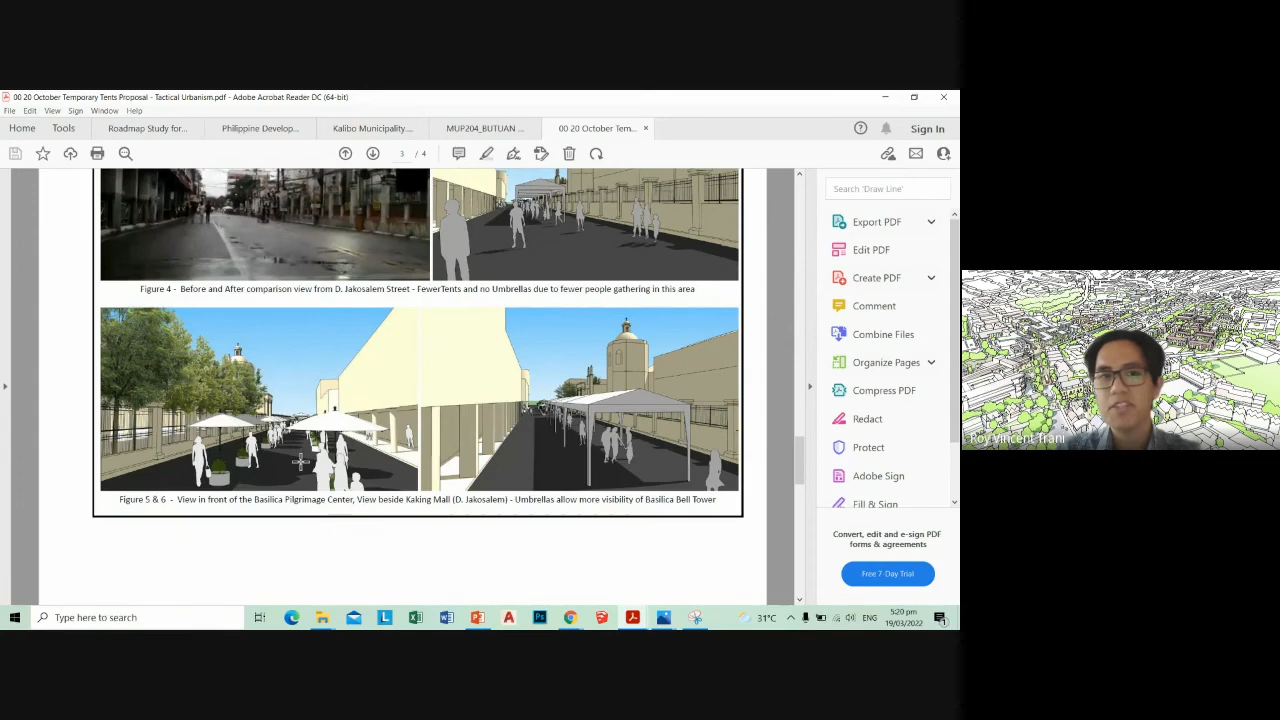 00 20 October Temporary Tents Proposal - Tactical Urbanism.pdf - Adobe Acrobat Reader DC (64-bit)
File Edit View Sign Window Help
Home Tools Roadmap Study for... Philippine Develop... Kalibo Municipality.... MUP204_BUTUAN ... 00 20 October Tem... × Sign In
3 / 4
Search 'Draw Line'
Export PDF
Edit PDF
Create PDF
Comment
Combine Files
Organize Pages
Compress PDF
Redact
Protect
Adobe Sign
Fill & Sign
Convert, edit and e-sign PDF
forms & agreements
Free 7-Day Trial
Figure 4 - Before and After comparison view from D. Jakosalem Street - FewerTents and no Umbrellas due to fewer people gathering in this area
Figure 5 & 6 - View in front of the Basilica Pilgrimage Center, View beside Kaking Mall (D. Jakosalem) - Umbrellas allow more visibility of Basilica Bell Tower
Roy Vincent Trani
Type here to search
31°C ENG
5:20 pm
19/03/2022